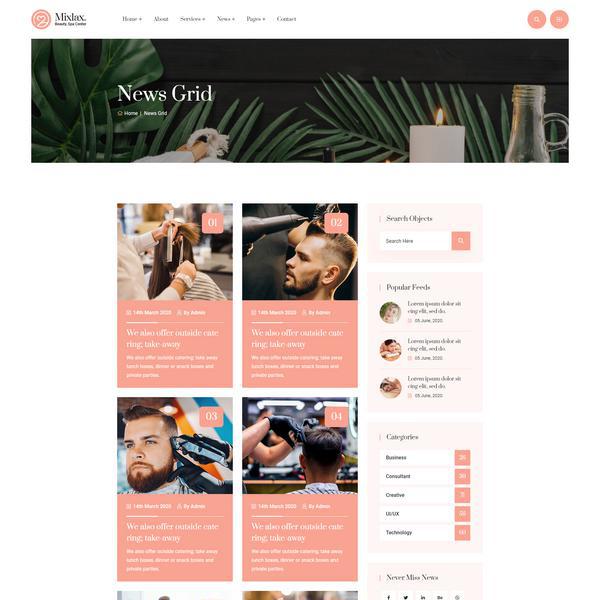 Mixlax.
Beauty, Spa Center
Home +
About
Services +
News +
Pages +
Contact
News Grid
Home | News Grid
01
14th March 2020 By Admin
We also offer outside cate
ring; take-away
We also offer outside catering; take away
lunch boxes, dinner or snack boxes and
private parties.
02
14th March 2020 By Admin
We also offer outside cate
ring; take-away
We also offer outside catering; take away
lunch boxes, dinner or snack boxes and
private parties.
03
14th March 2020 By Admin
We also offer outside cate
ring; take-away
We also offer outside catering; take away
lunch boxes, dinner or snack boxes and
private parties.
04
14th March 2020 By Admin
We also offer outside cate
ring; take-away
We also offer outside catering; take away
lunch boxes, dinner or snack boxes and
private parties.
Search Objects
Search Here
Popular Feeds
Lorem ipsum dolor sit
cing elit, sed do.
05 June, 2020
Lorem ipsum dolor sit
cing elit, sed do.
05 June, 2020
Lorem ipsum dolor sit
cing elit, sed do.
05 June, 2020
Categories
Business
Consultant
Creative
UI/UX
Technology
Never Miss News